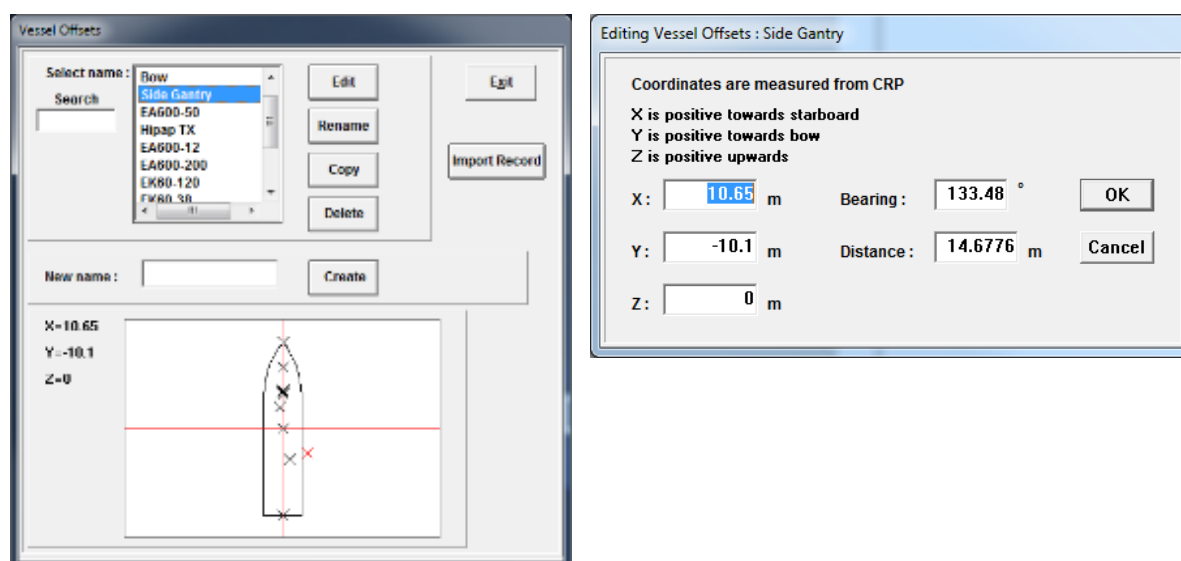 Vessel Offsets
Select name :
Search
Bow
Side Gantry
EA600-50
Hipap TX
EA600-12
EA600-200
EK60-120
EK60-30
Edit
Rename
Copy
Delete
Exit
Import Record
New name :
Create
X=10.65
Y=-10.1
Z=0
Editing Vessel Offsets : Side Gantry
Coordinates are measured from CRP
X is positive towards starboard
Y is positive towards bow
Z is positive upwards
X : 10.65 m Bearing : 133.48 ° OK
Y : -10.1 m Distance : 14.6776 m Cancel
Z : 0 m